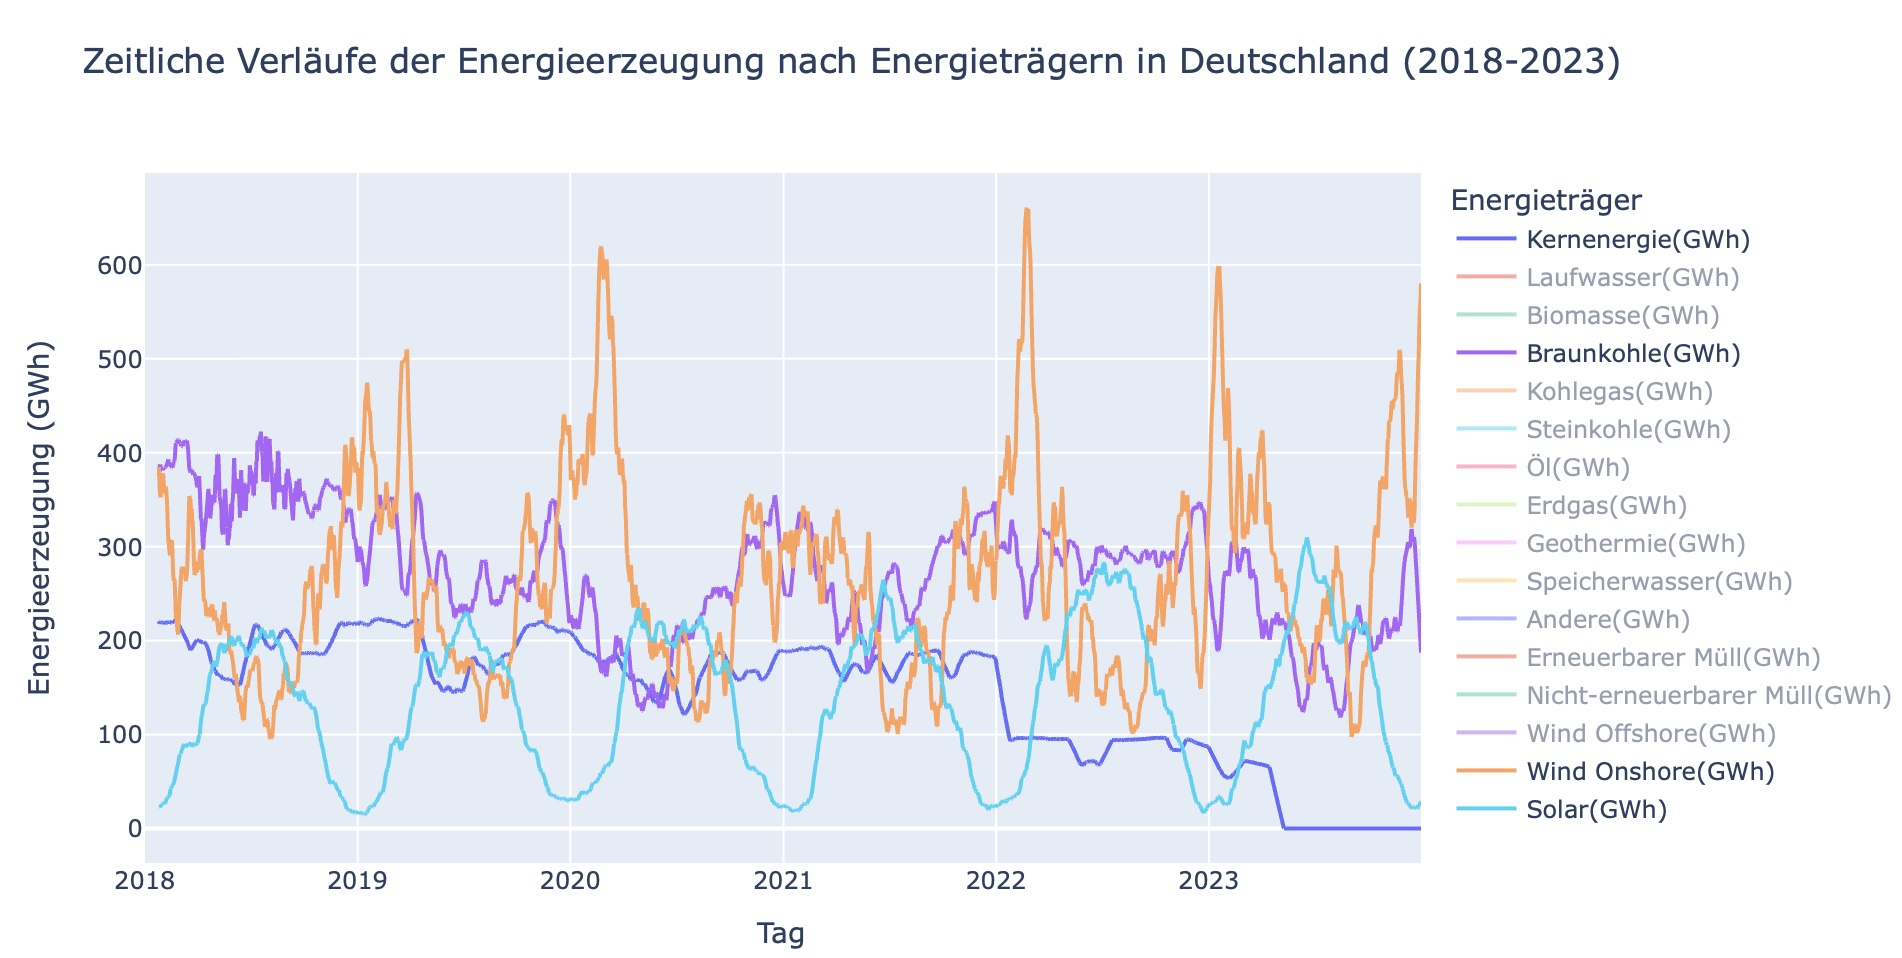 Zeitliche Verläufe der Energieerzeugung nach Energieträgern in Deutschland (2018-2023)
Energieerzeugung (GWh)
600
500
400
300
200
100
0
2018 2019 2020 2021 2022 2023
Tag
Energieträger
Kernenergie(GWh)
Laufwasser(GWh)
Biomasse(GWh)
Braunkohle(GWh)
Kohlegas(GWh)
Steinkohle(GWh)
Öl(GWh)
Erdgas(GWh)
Geothermie(GWh)
Speicherwasser(GWh)
Andere(GWh)
Erneuerbarer Müll(GWh)
Nicht-erneuerbarer Müll(GWh)
Wind Offshore(GWh)
Wind Onshore(GWh)
Solar(GWh)